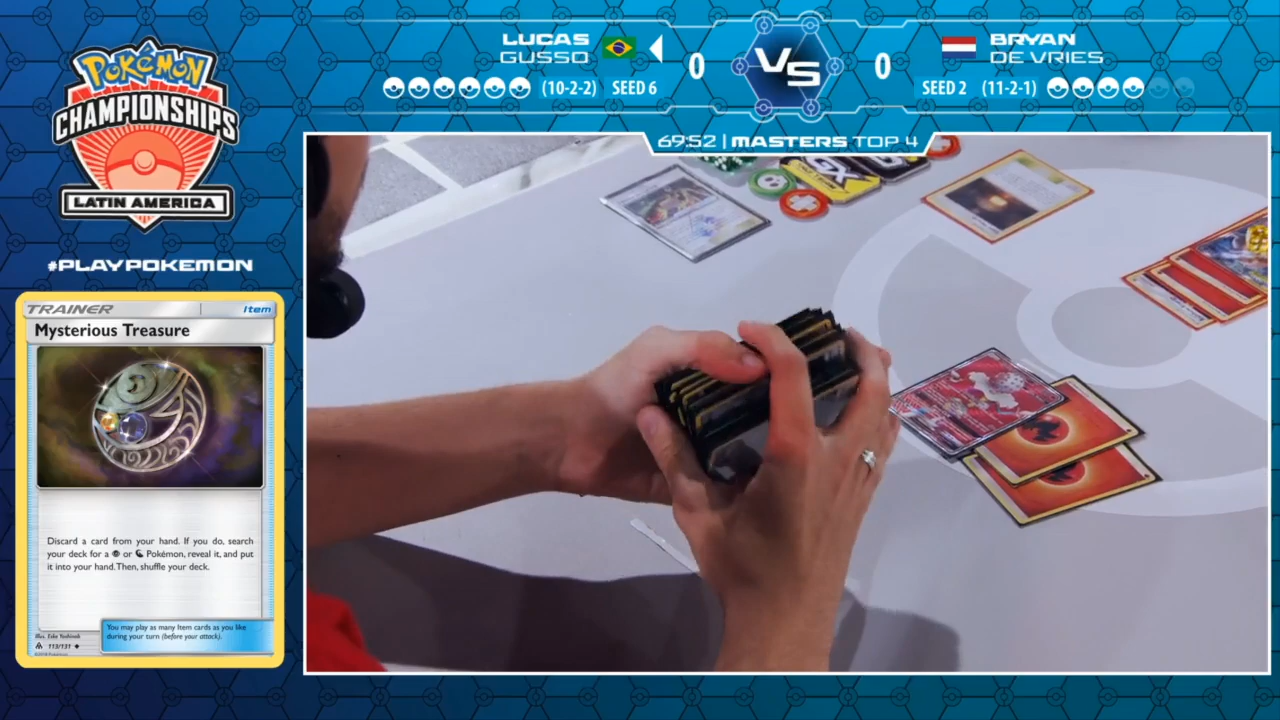 POKÉMON
CHAMPIONSHIPS
LATIN AMERICA
#PLAYPOKEMON
LUCAS
GUSSO
(10-2-2) SEED 6
0
VS
0
BRYAN
DE VRIES
SEED 2 (11-2-1)
69:52 | MASTERS TOP 4
GX
TRAINER Item
Mysterious Treasure
Discard a card from your hand. If you do, search
your deck for a or Pokémon, reveal it, and put
it into your hand. Then, shuffle your deck.
You may play as many Item cards as you like
during your turn (before your attack).
113/131